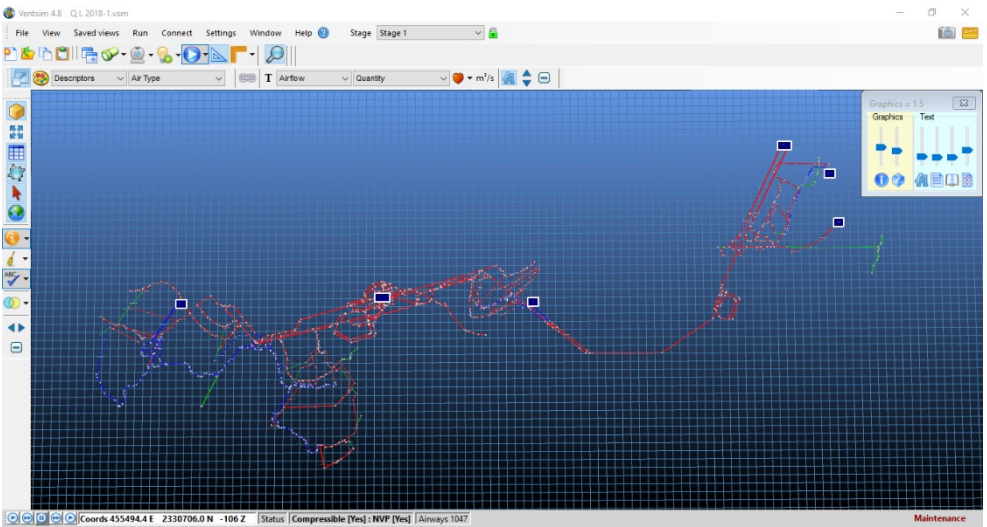 Ventsim 4.8 Q I. 2018-1.vsm
File View Saved views Run Connect Settings Window Help Stage Stage 1
Descriptors Air Type T Airflow Quantity m³/s
Graphics = 1.5
Graphics Text
ABC
Coords 455494.4 E 2330706.0 N -106 Z Status Compressible [Yes] : NVP [Yes] Airways 1047 Maintenance